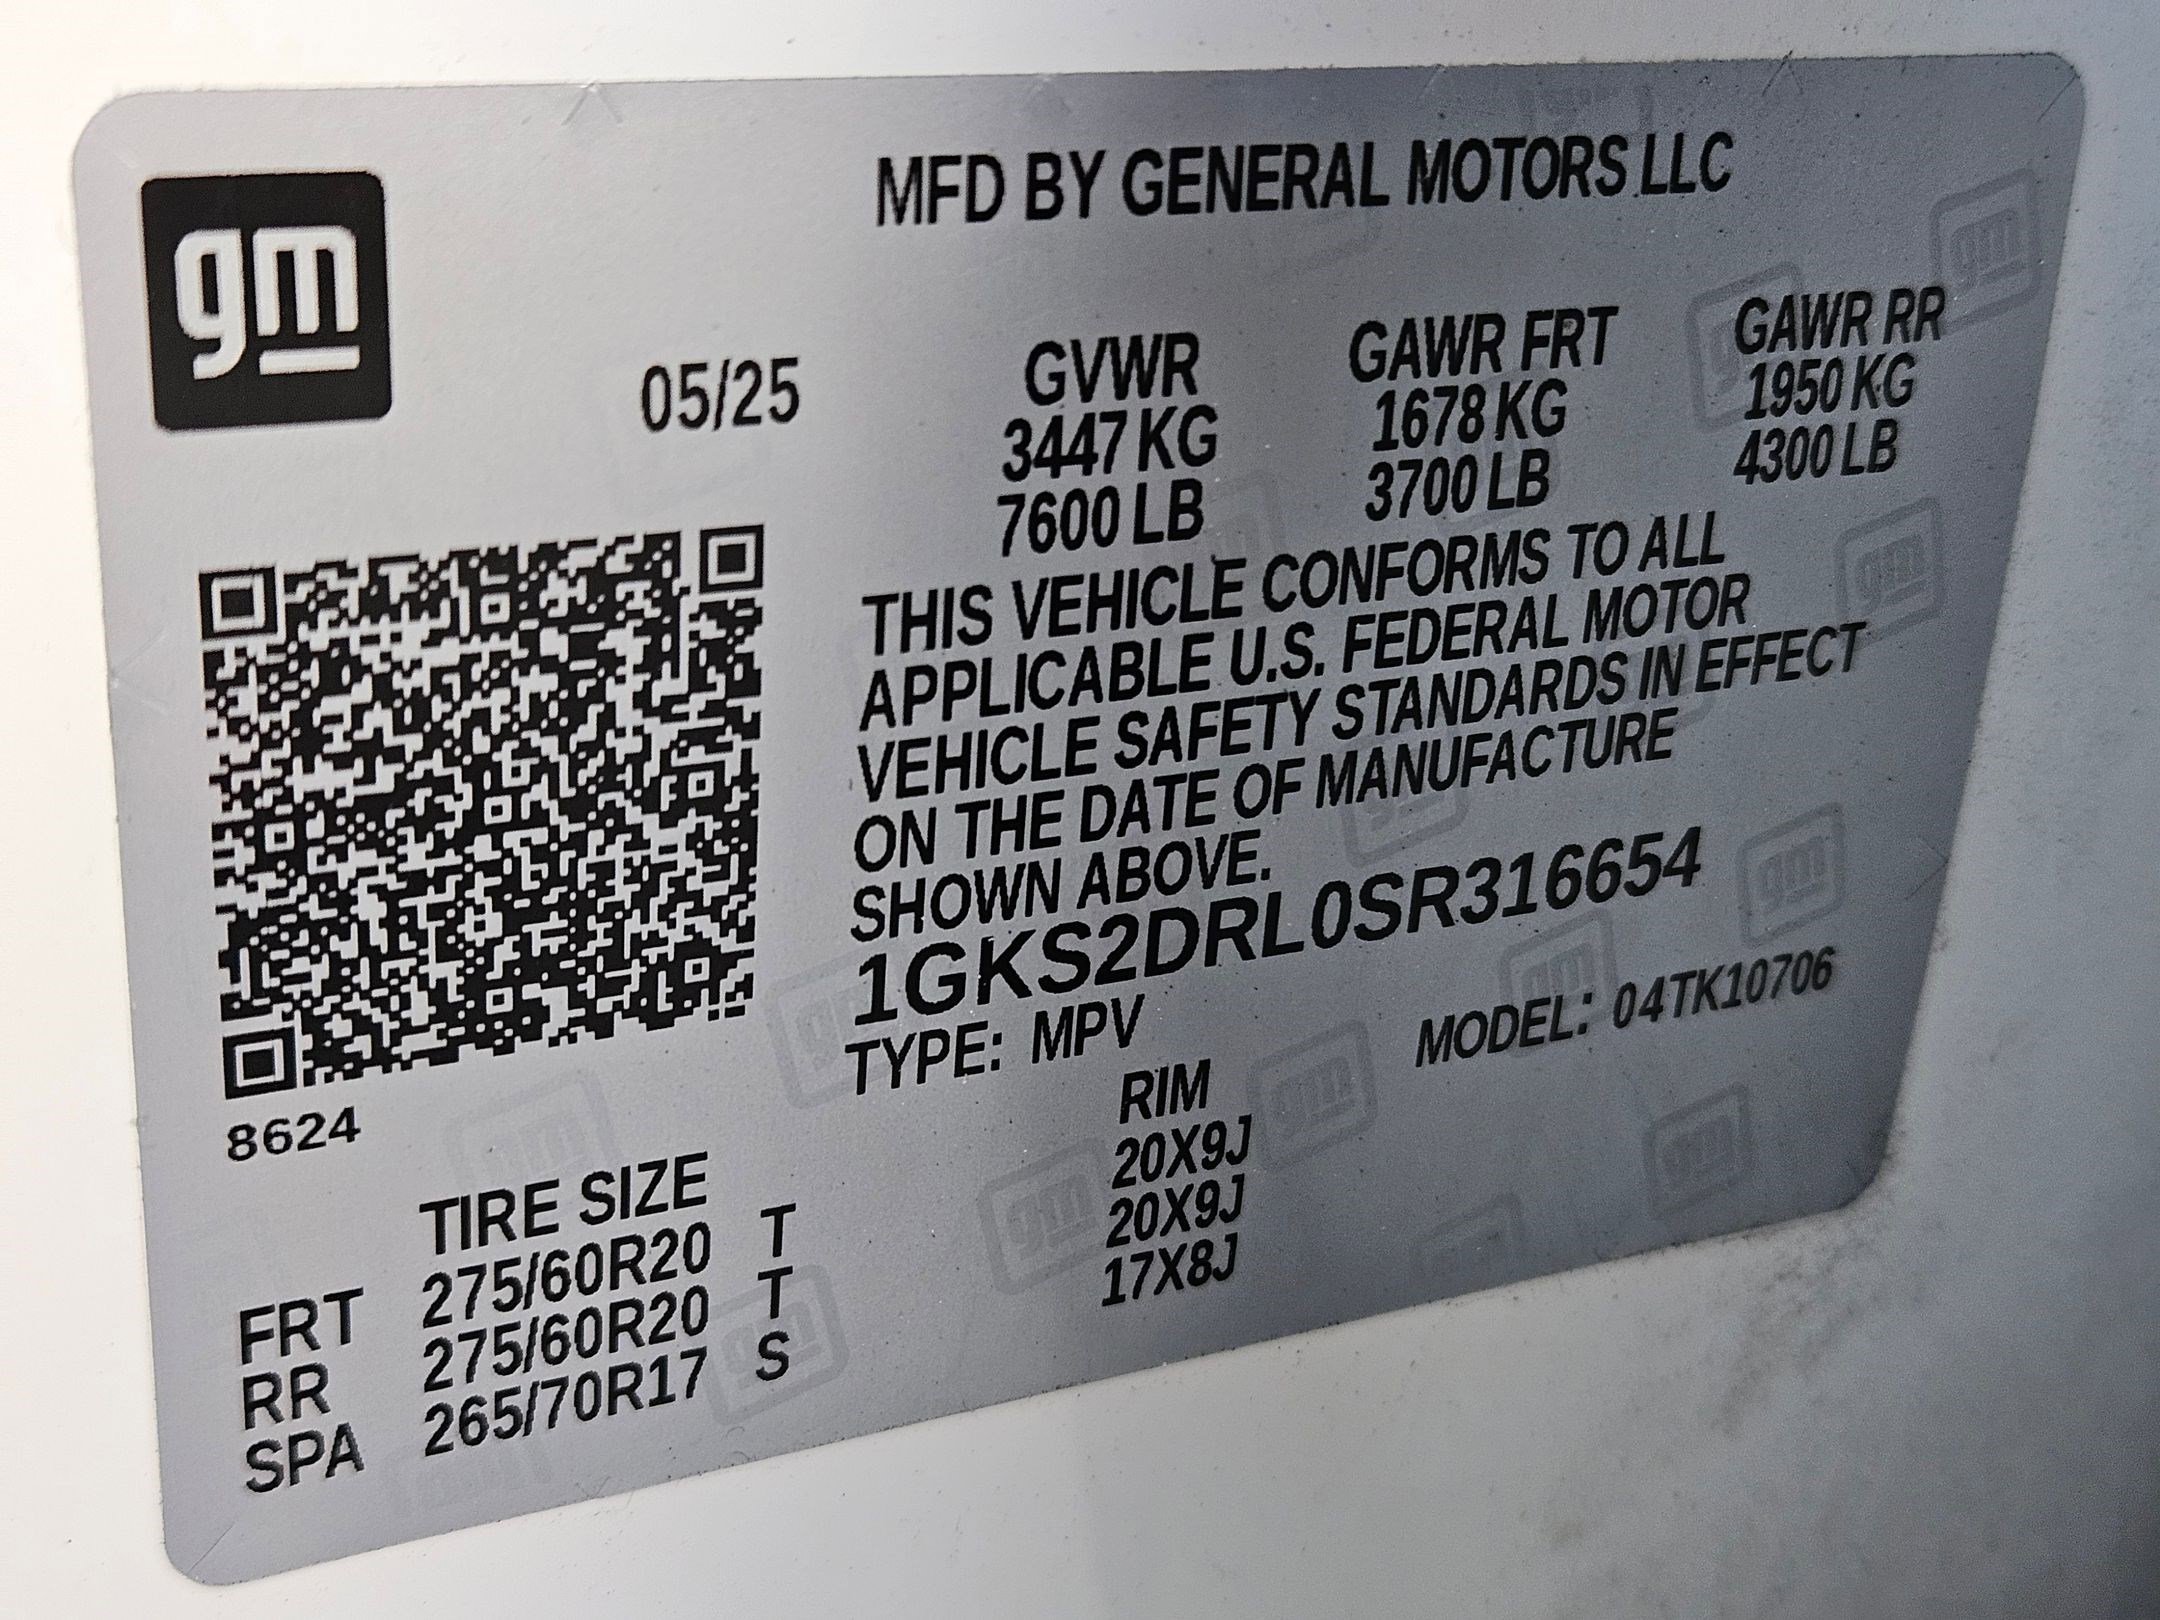 gm
MFD BY GENERAL MOTORS LLC
05/25
GVWR GAWR FRT GAWR RR
3447 KG 1678 KG 1950 KG
7600 LB 3700 LB 4300 LB
THIS VEHICLE CONFORMS TO ALL
APPLICABLE U.S. FEDERAL MOTOR
VEHICLE SAFETY STANDARDS IN EFFECT
ON THE DATE OF MANUFACTURE
SHOWN ABOVE.
1GKS2DRL0SR316654
TYPE: MPV MODEL: 04TK10706
8624
TIRE SIZE RIM
FRT 275/60R20 T 20X9J
RR 275/60R20 T 20X9J
SPA 265/70R17 S 17X8J